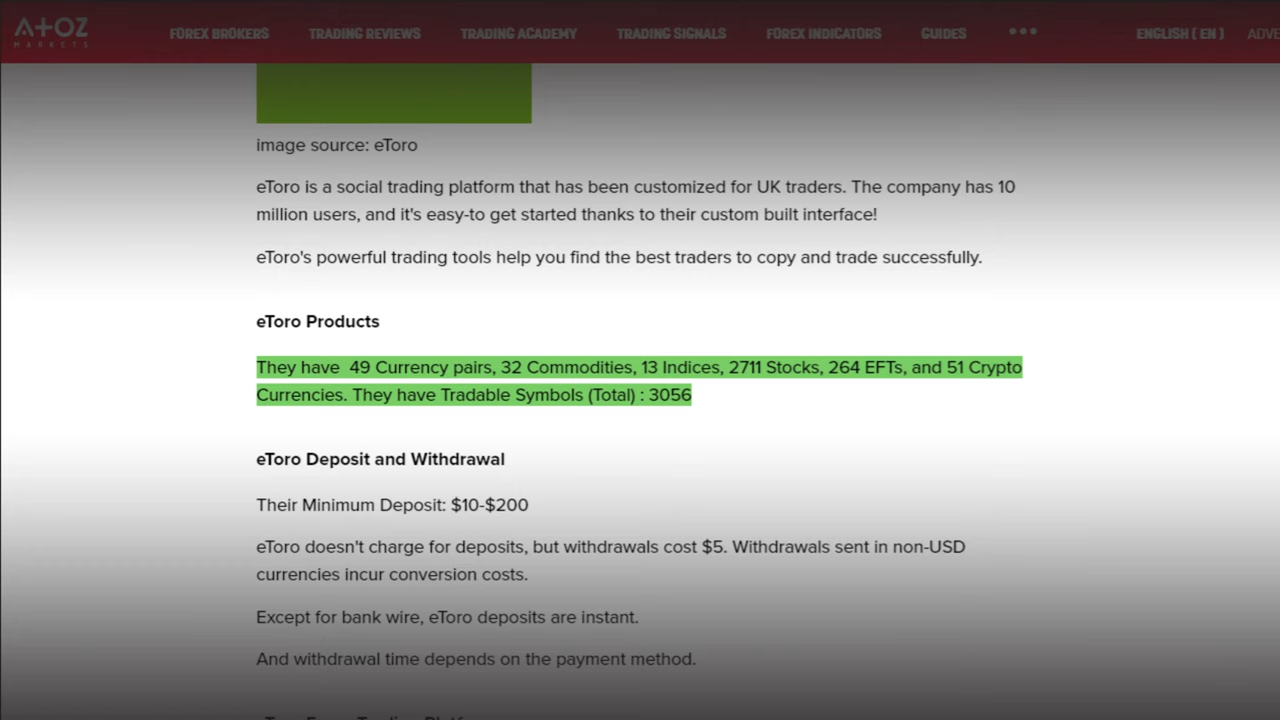 AtoZ
MARKETS
FOREX BROKERS
TRADING REVIEWS
TRADING ACADEMY
TRADING SIGNALS
FOREX INDICATORS
GUIDES
ENGLISH ( EN )
image source: eToro
eToro is a social trading platform that has been customized for UK traders. The company has 10
million users, and it's easy-to get started thanks to their custom built interface!
eToro's powerful trading tools help you find the best traders to copy and trade successfully.
eToro Products
They have 49 Currency pairs, 32 Commodities, 13 Indices, 2711 Stocks, 264 EFTs, and 51 Crypto
Currencies. They have Tradable Symbols (Total) : 3056
eToro Deposit and Withdrawal
Their Minimum Deposit: $10-$200
eToro doesn't charge for deposits, but withdrawals cost $5. Withdrawals sent in non-USD
currencies incur conversion costs.
Except for bank wire, eToro deposits are instant.
And withdrawal time depends on the payment method.